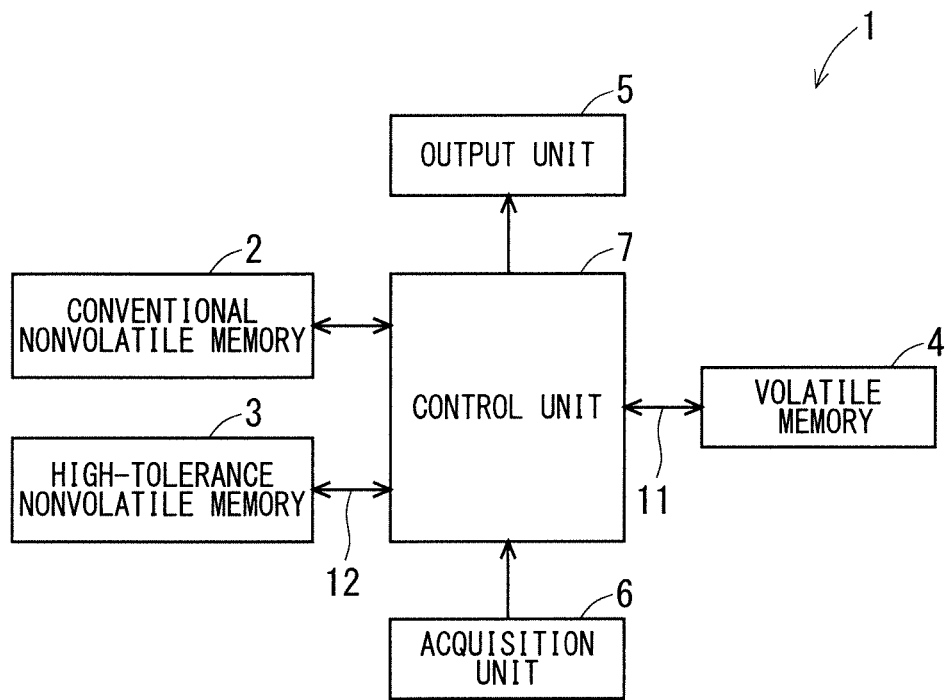 1
5
OUTPUT UNIT
2
7
CONVENTIONAL
NONVOLATILE MEMORY
4
CONTROL UNIT
VOLATILE
MEMORY
3
HIGH-TOLERANCE
NONVOLATILE MEMORY
11
12
6
ACQUISITION
UNIT